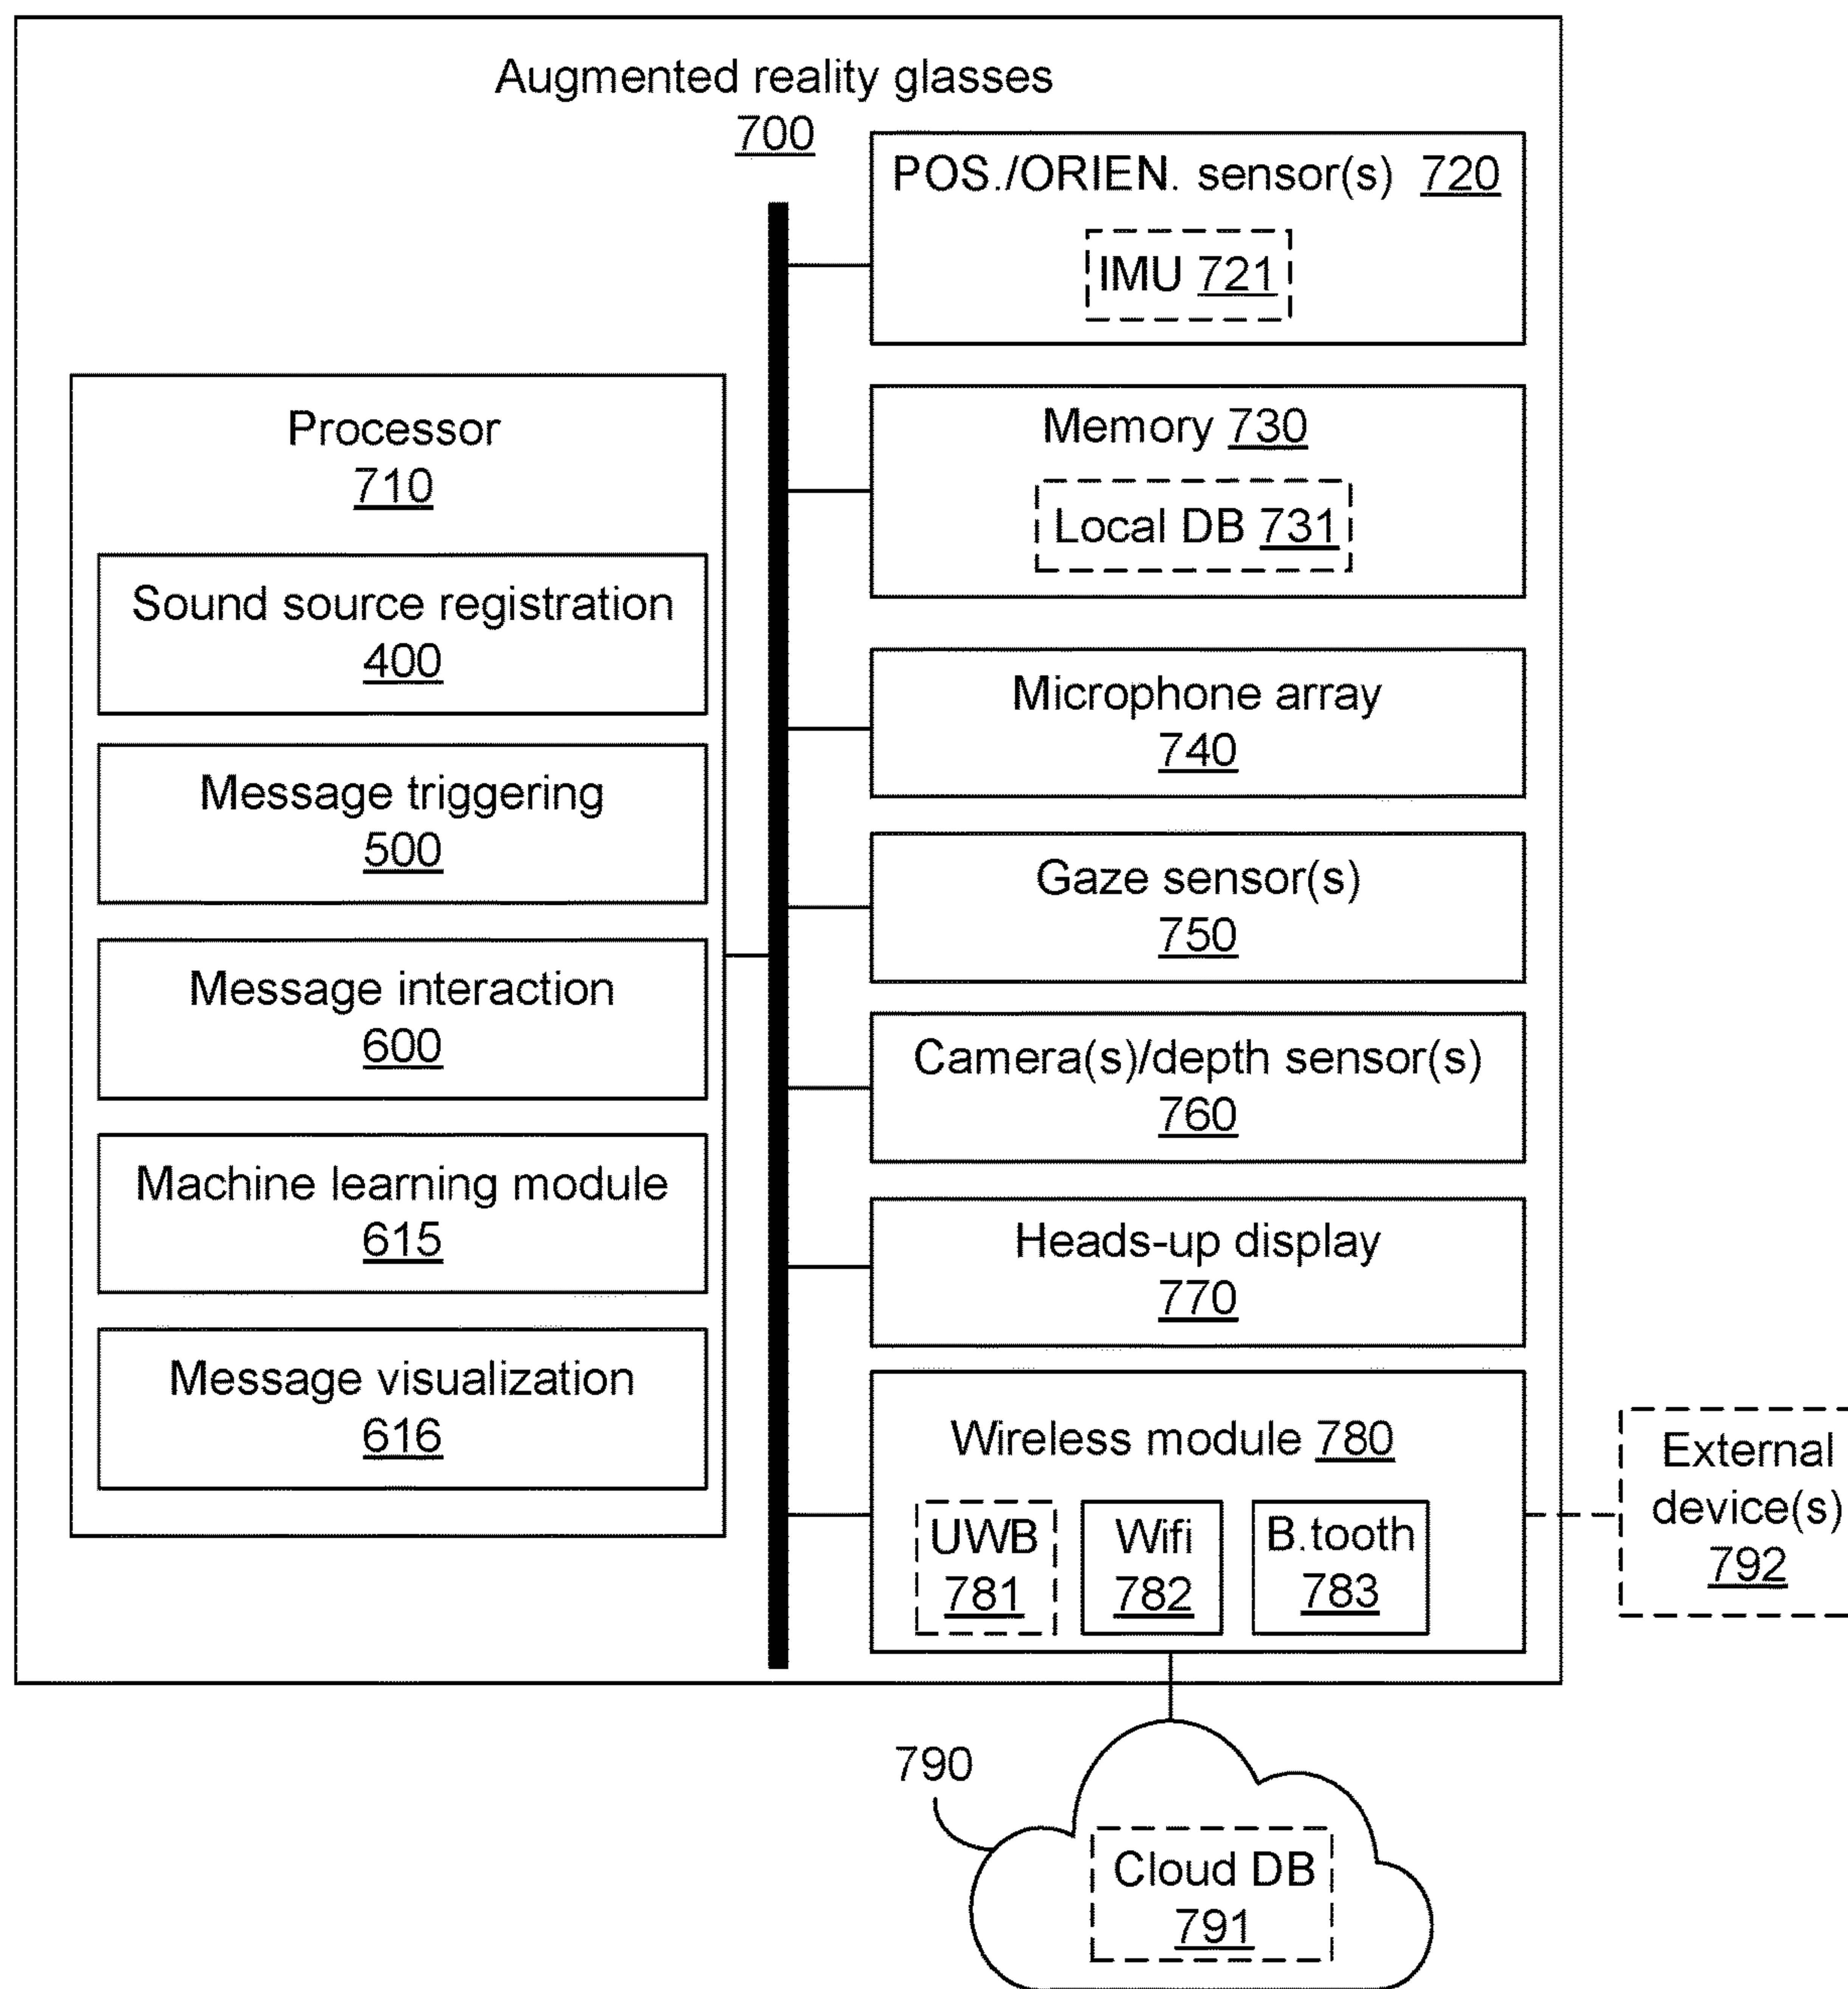 Augmented reality glasses
700
POS./ORIEN. sensor(s) 720
IMU 721
Processor
710
Sound source registration
400
Message triggering
500
Message interaction
600
Machine learning module
615
Message visualization
616
Memory 730
Local DB 731
Microphone array
740
Gaze sensor(s)
750
Camera(s)/depth sensor(s)
760
Heads-up display
770
Wireless module 780
UWB
781
Wifi
782
B.tooth
783
External
device(s)
792
790
Cloud DB
791